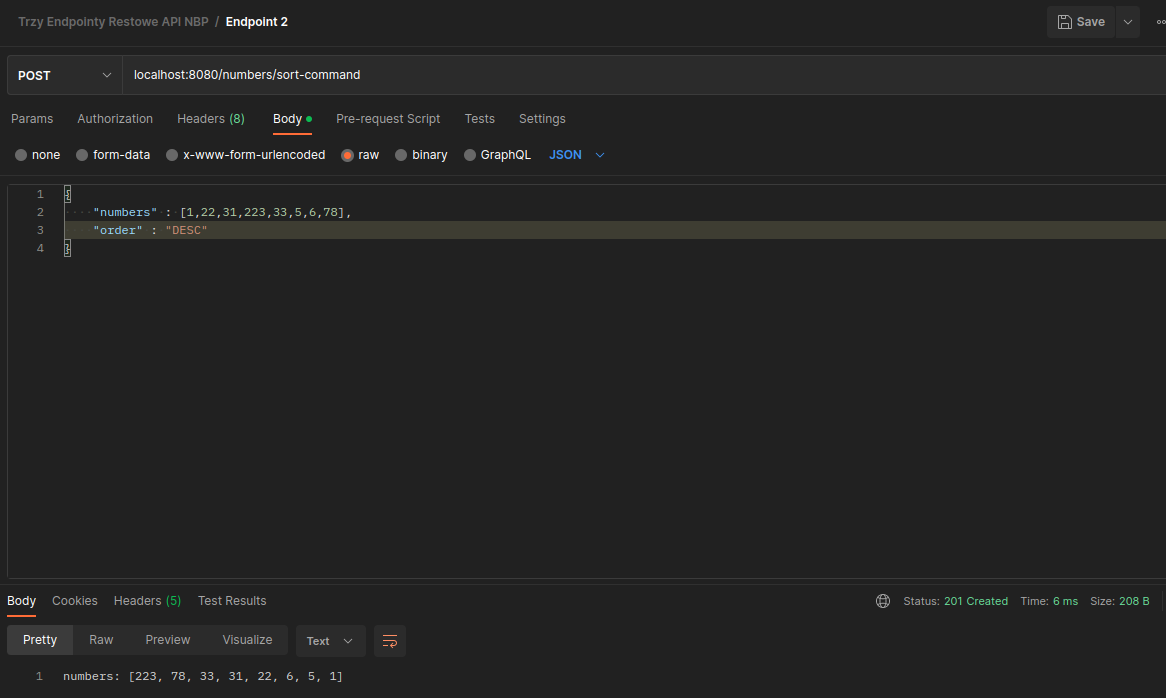 Trzy Endpointy Restowe API NBP / Endpoint 2
Save
POST
localhost:8080/numbers/sort-command
Params Authorization Headers (8) Body Pre-request Script Tests Settings
none form-data x-www-form-urlencoded raw binary GraphQL JSON
1 {
2 "numbers" : [1,22,31,223,33,5,6,78],
3 "order" : "DESC"
4 }
Body Cookies Headers (5) Test Results
Status: 201 Created Time: 6 ms Size: 208 B
Pretty Raw Preview Visualize Text
1 numbers: [223, 78, 33, 31, 22, 6, 5, 1]